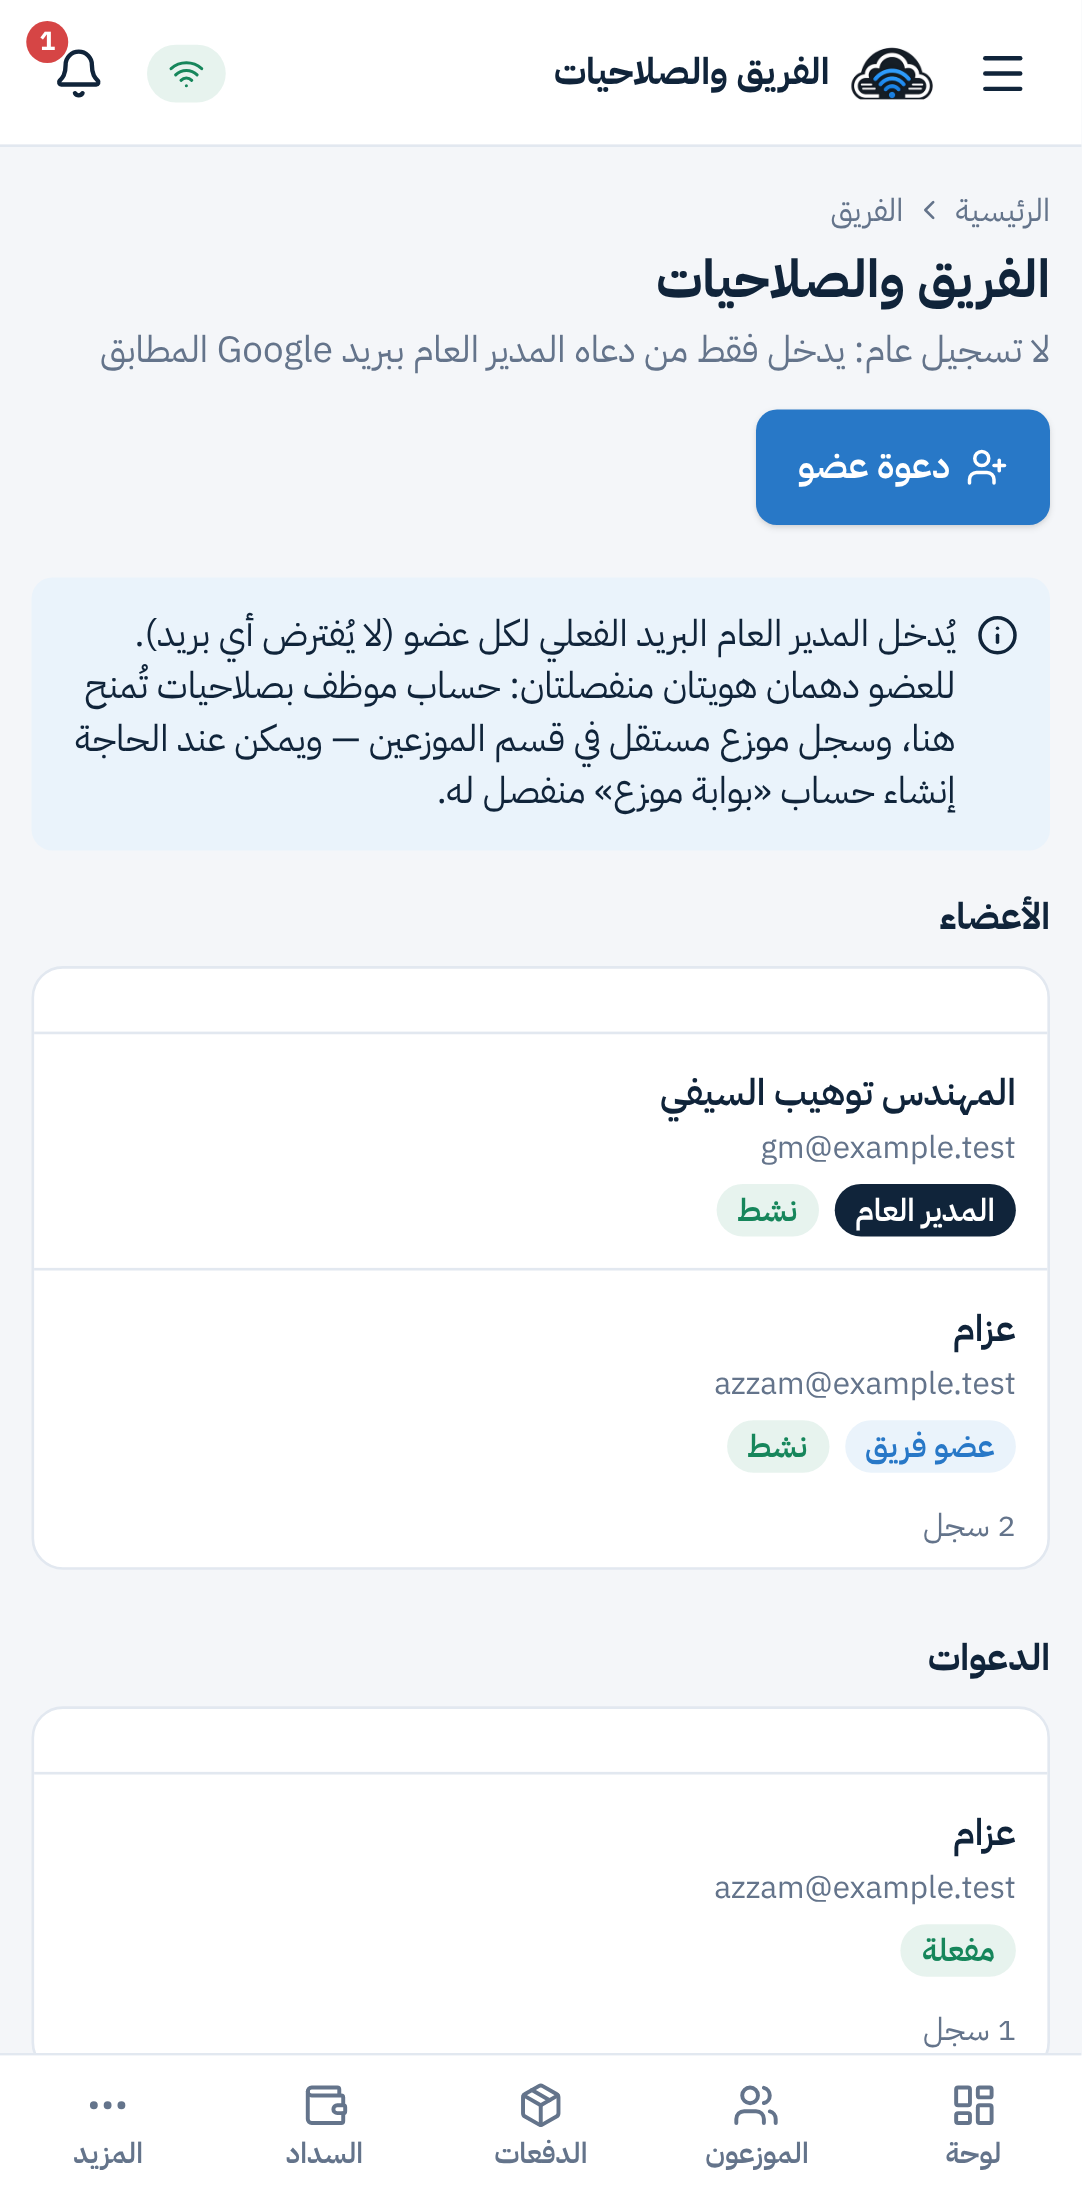 الفريق والصلاحيات
1
الرئيسية
الفريق
الفريق والصلاحيات
لا تسجيل عام: يدخل فقط من دعاه المدير العام ببريد Google المطابق
دعوة عضو
يُدخل المدير العام البريد الفعلي لكل عضو (لا يُفترض أي بريد).
للعضو دهمان هويتان منفصلتان: حساب موظف بصلاحيات تُمنح
هنا، وسجل موزع مستقل في قسم الموزعين — ويمكن عند الحاجة
إنشاء حساب «بوابة موزع» منفصل له.
الأعضاء
المهندس توهيب السيفي
gm@example.test
المدير العام
نشط
عزام
azzam@example.test
عضو فريق
نشط
2 سجل
الدعوات
عزام
azzam@example.test
مفعلة
1 سجل
لوحة
الموزعون
الدفعات
السداد
المزيد